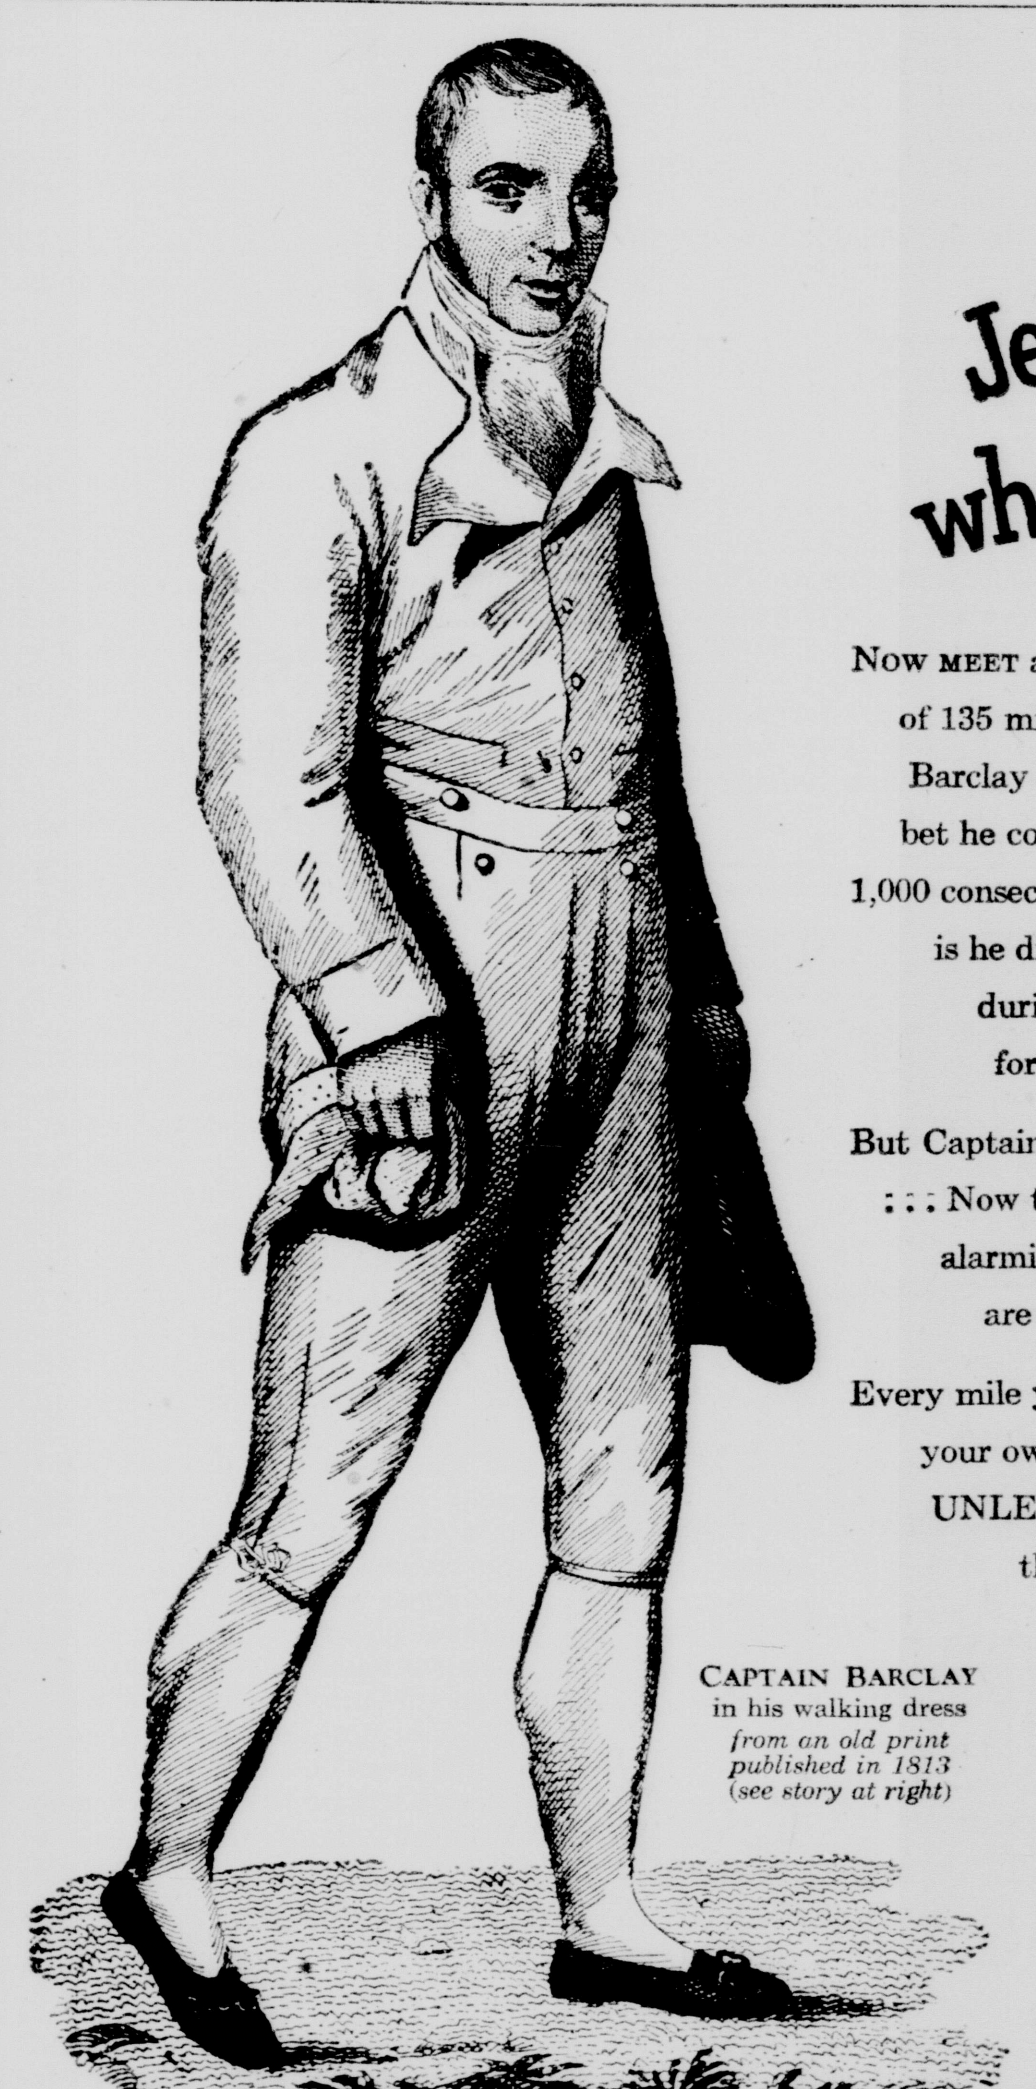 Je
wh
NOW MEET
of 135 m
Barclay
bet he co
1,000 consec
is he d
duri
for
But Captain
: : : Now t
alarmi
are
Every mile y
your ow
UNLE
th
CAPTAIN BARCLAY
in his walking dress
from an old print
published in 1813
(see story at right)